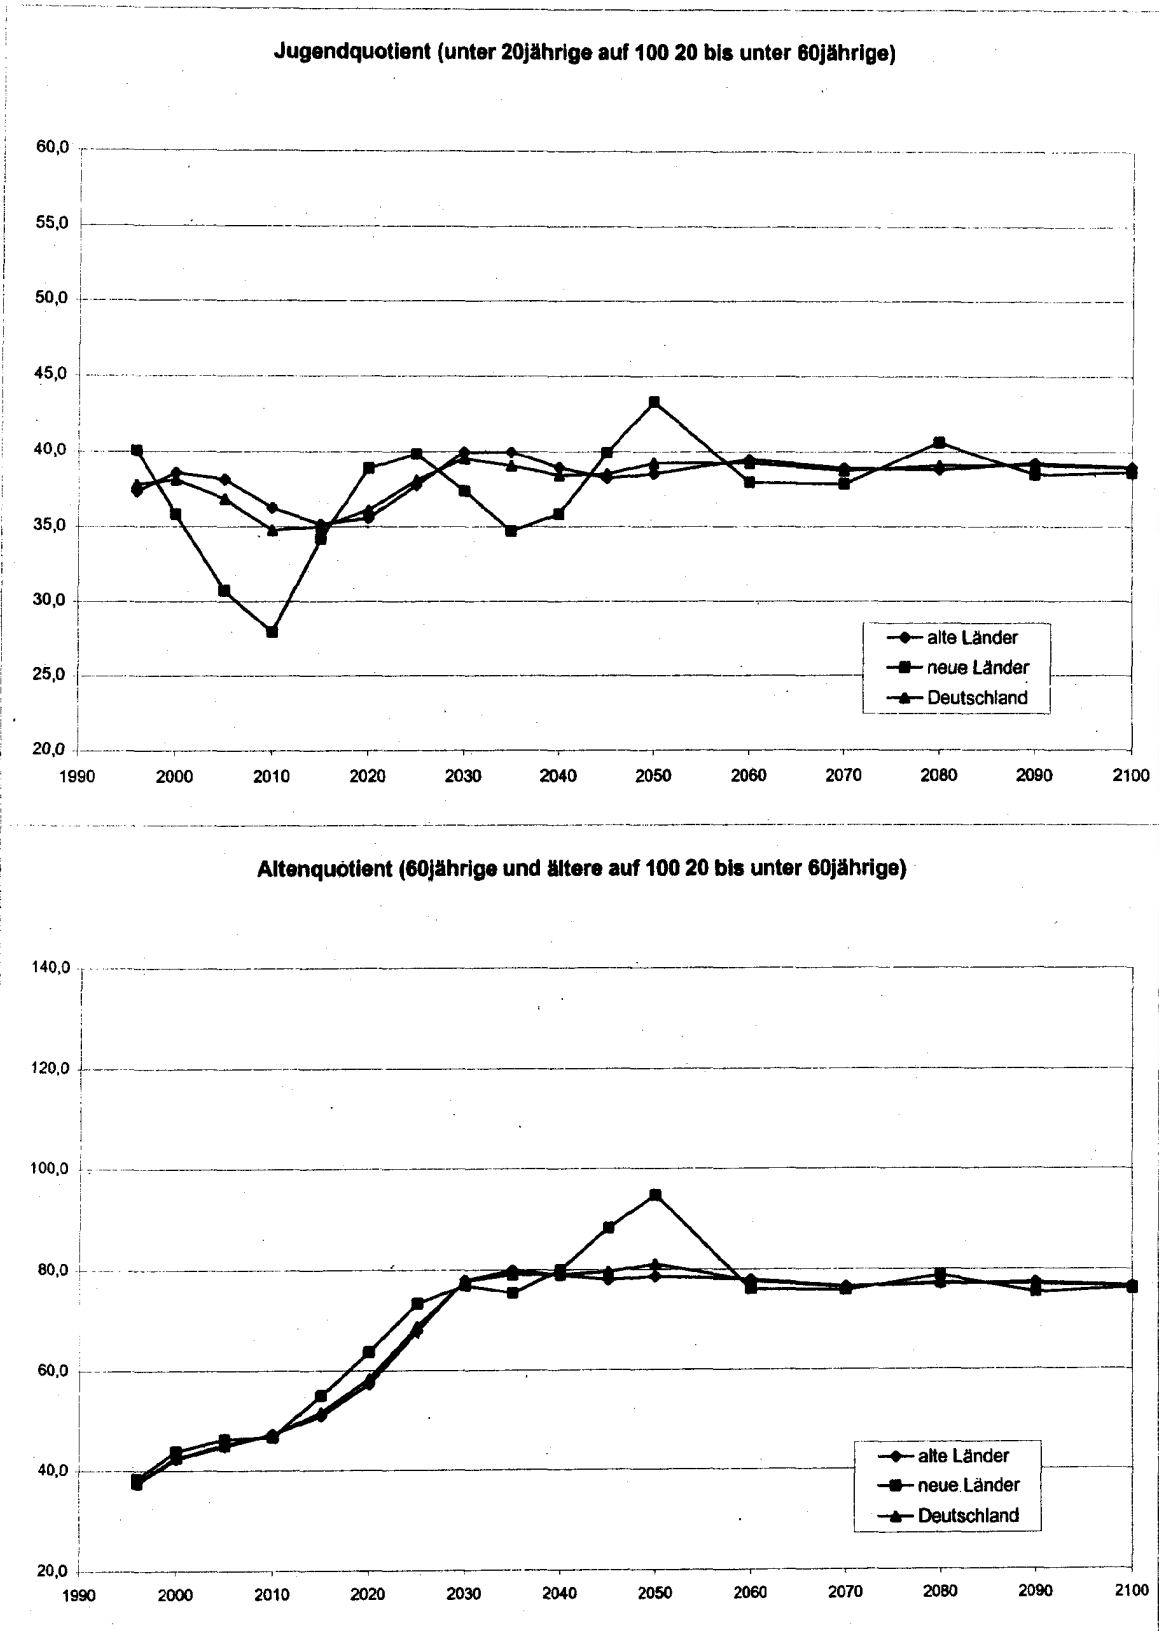 Jugendquotient (unter 20jährige auf 100 20 bis unter 60jährige)
60,0
55,0
50,0
45,0
40,0
35,0
30,0
25,0
20,0
alte Länder
neue Länder
Deutschland
1990 2000 2010 2020 2030 2040 2050 2060 2070 2080 2090 2100
Altenquotient (60jährige und ältere auf 100 20 bis unter 60jährige)
140,0
120,0
100,0
80,0
60,0
40,0
20,0
alte Länder
neue Länder
Deutschland
1990 2000 2010 2020 2030 2040 2050 2060 2070 2080 2090 2100